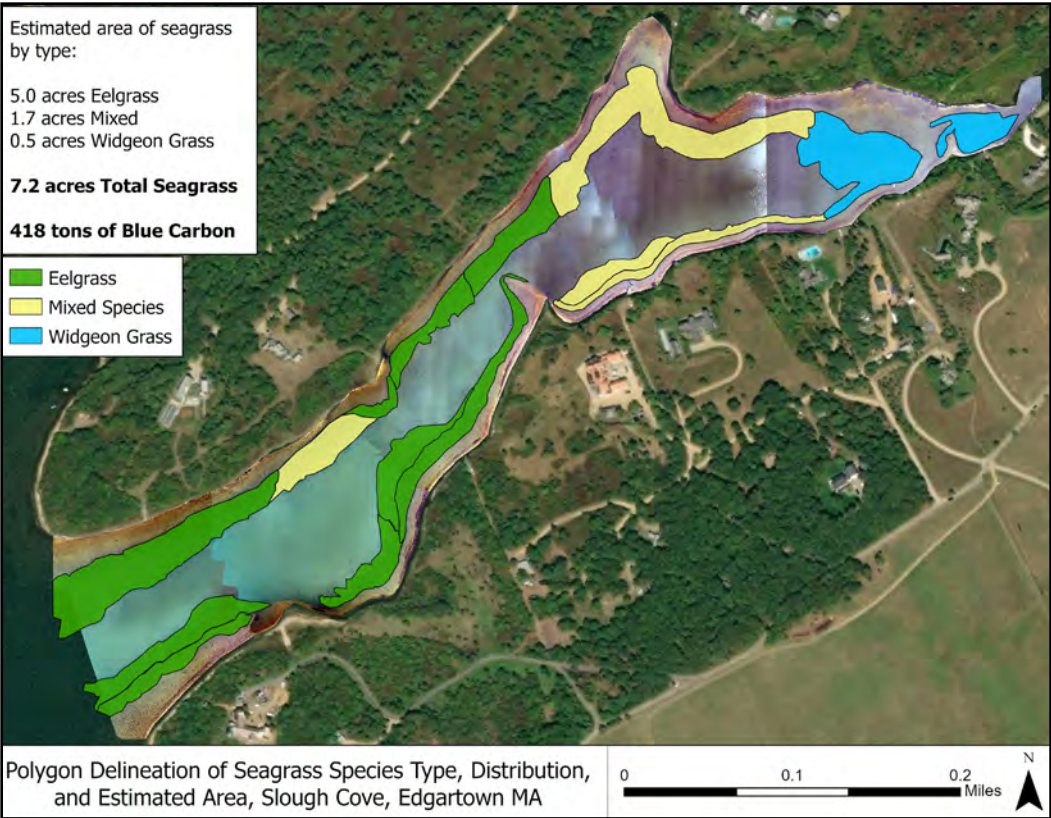 Estimated area of seagrass
by type:
5.0 acres Eelgrass
1.7 acres Mixed
0.5 acres Widgeon Grass
7.2 acres Total Seagrass
418 tons of Blue Carbon
Eelgrass
Mixed Species
Widgeon Grass
Polygon Delineation of Seagrass Species Type, Distribution,
and Estimated Area, Slough Cove, Edgartown MA
0 0.1 0.2
Miles
N